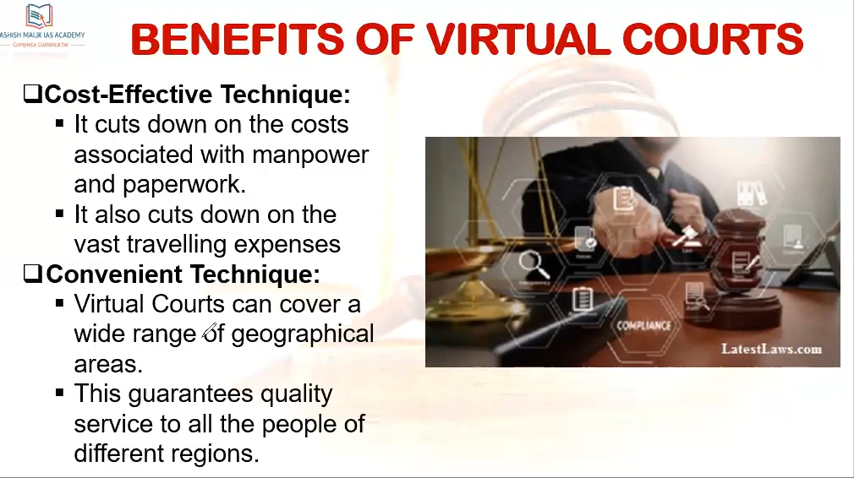 ASHISH MALIK IAS ACADEMY
BENEFITS OF VIRTUAL COURTS
❑Cost-Effective Technique:
▪ It cuts down on the costs
associated with manpower
and paperwork.
▪ It also cuts down on the
vast travelling expenses
❑Convenient Technique:
▪ Virtual Courts can cover a
wide range of geographical
areas.
▪ This guarantees quality
service to all the people of
different regions.
COMPLIANCE
LatestLaws.com